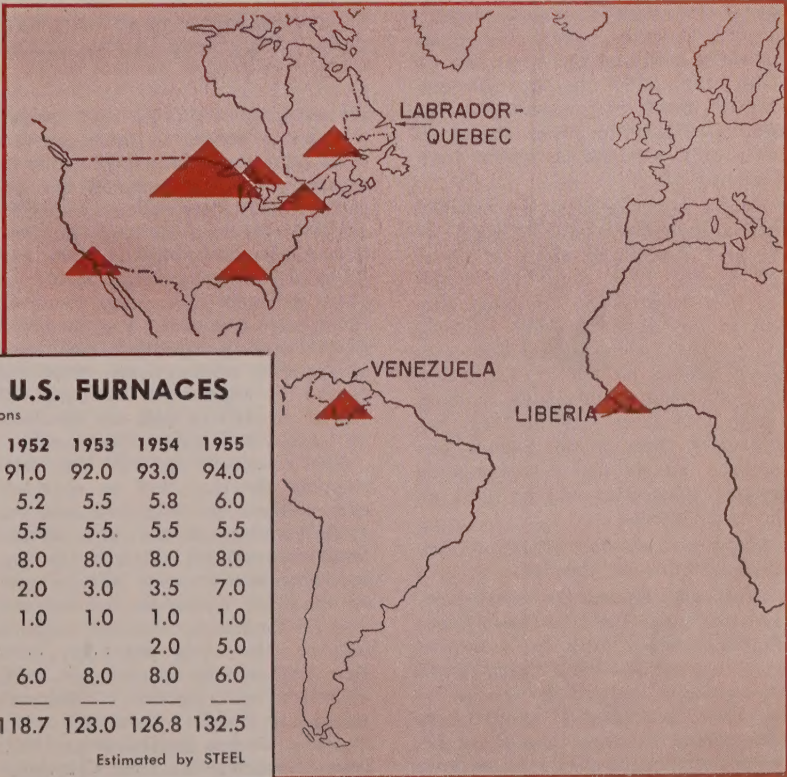 LABRADOR-
QUEBEC
VENEZUELA
LIBERIA
U.S. FURNACES
ons
1952 1953 1954 1955
91.0 92.0 93.0 94.0
5.2 5.5 5.8 6.0
5.5 5.5 5.5 5.5
8.0 8.0 8.0 8.0
2.0 3.0 3.5 7.0
1.0 1.0 1.0 1.0
.. .. 2.0 5.0
6.0 8.0 8.0 6.0
118.7 123.0 126.8 132.5
Estimated by STEEL